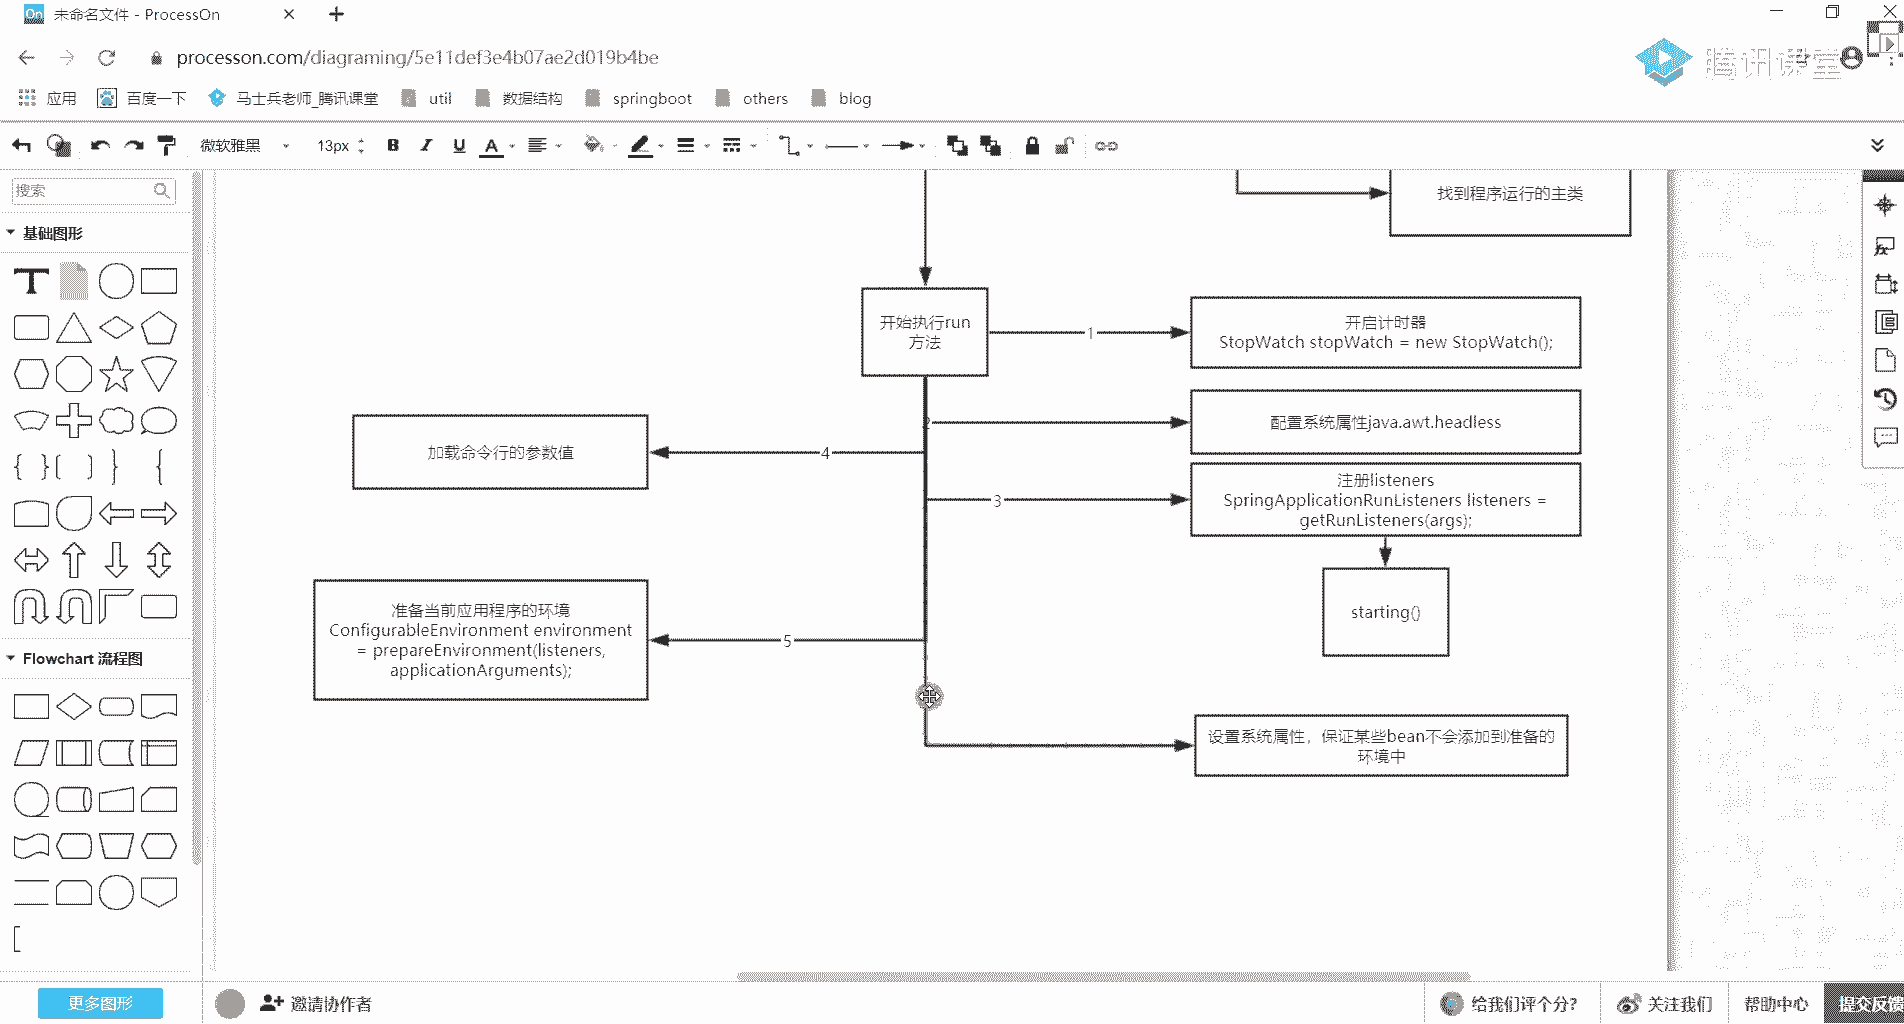 未命名文件 - ProcessOn
processon.com/diagraming/5e11def3e4b07ae2d019b4be
腾讯课堂
应用 百度一下 马士兵老师_腾讯课堂 util 数据结构 springboot others blog
微软雅黑 13px B I U A
搜索
基础图形
T
找到程序运行的主类
开始执行run
方法
1
开启计时器
StopWatch stopWatch = new StopWatch();
2
配置系统属性java.awt.headless
加载命令行的参数值
4
3
注册listeners
SpringApplicationRunListeners listeners =
getRunListeners(args);
starting()
准备当前应用程序的环境
ConfigurableEnvironment environment
= prepareEnvironment(listeners,
applicationArguments);
5
Flowchart 流程图
设置系统属性，保证某些bean不会添加到准备的
环境中
更多图形
邀请协作者
给我们评个分?
关注我们
帮助中心
提交反馈